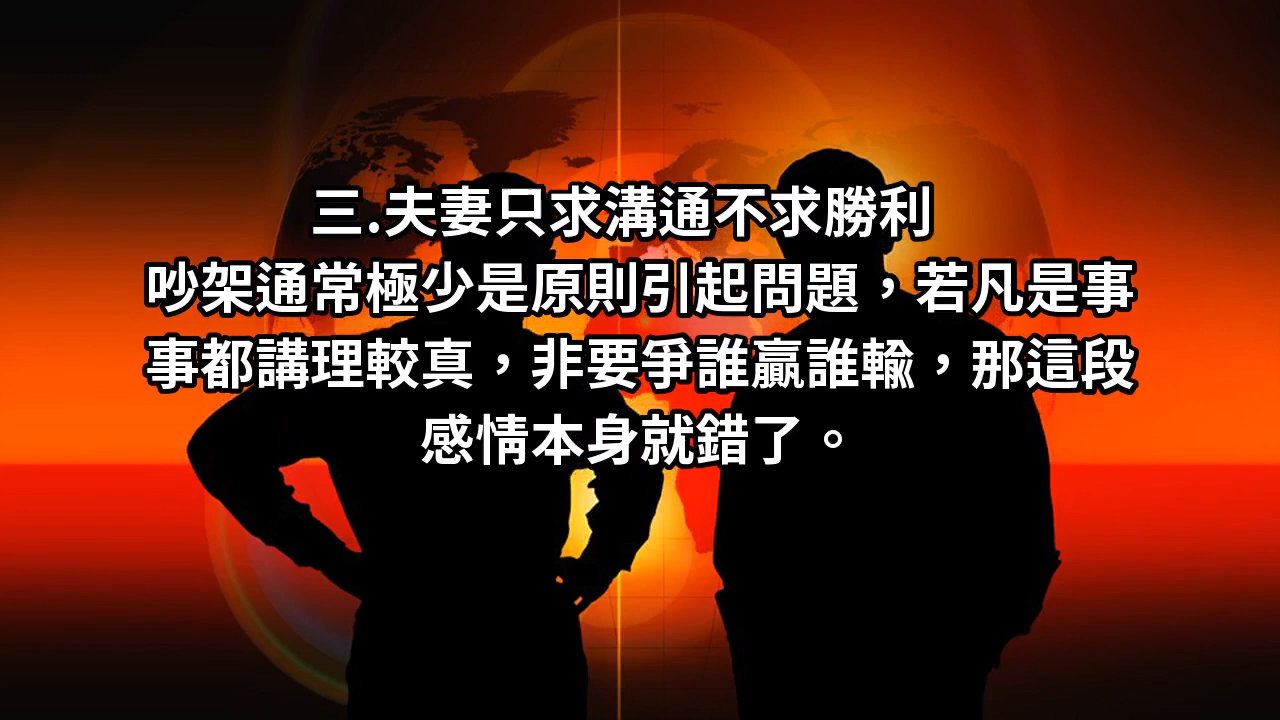 三.夫妻只求溝通不求勝利
吵架通常極少是原則引起問題，若凡是事
事都講理較真，非要爭誰贏誰輸，那這段
感情本身就錯了。